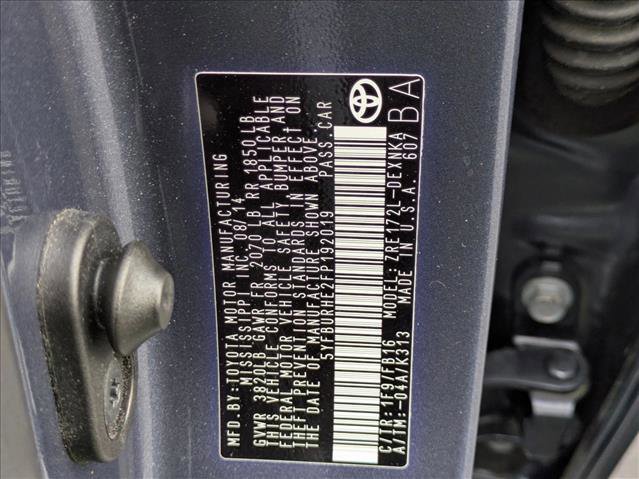 MFD.BY:TOYOTA MOTOR MANUFACTURING
MISSISSIPPI INC. 08/14
GVWR 3820LB GAWR FR 2070 LB RR 1850LB
THIS VEHICLE CONFORMS TO ALL APPLICABLE
FEDERAL MOTOR VEHICLE SAFETY, BUMPER, AND
THEFT PREVENTION STANDARDS IN EFFECT ON
THE DATE OF MANUFACTURE SHOWN ABOVE.
5YFBURHE2FP192019 PASS.CAR
C/TR: 1F9/FB16 MODEL: ZRE172L-DEXNKA
A/TM:-04A/K313 MADE IN U.S.A. 607
BA